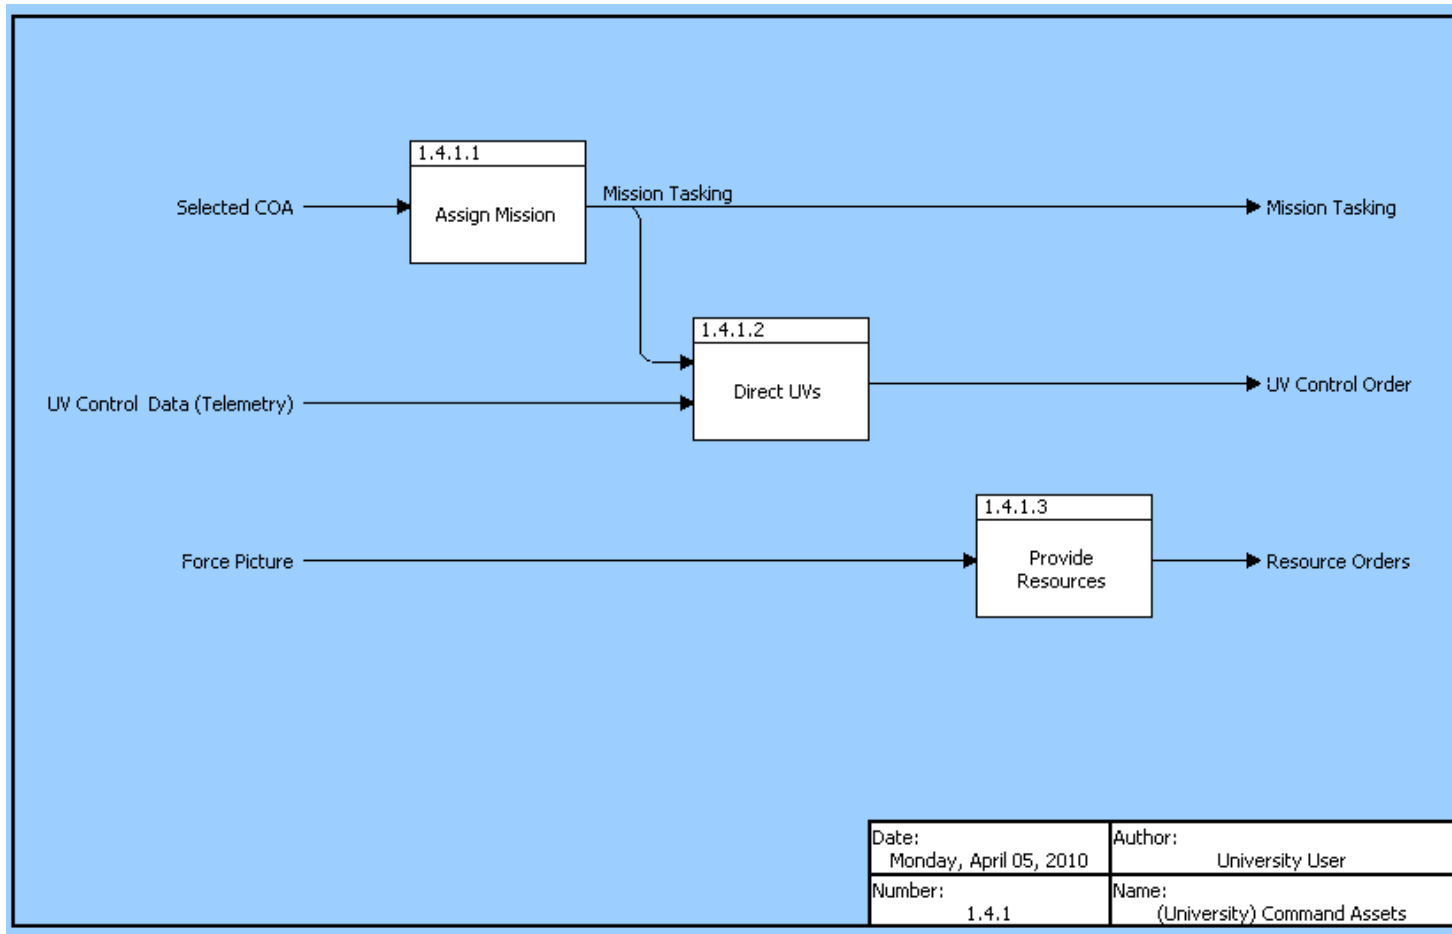 1.4.1.1
Assign Mission
Selected COA
Mission Tasking
Mission Tasking
1.4.1.2
Direct UVs
UV Control  Data (Telemetry)
UV Control Order
1.4.1.3
Provide
Resources
Force Picture
Resource Orders
Date:
Monday, April 05, 2010
Author:
University User
Number:
1.4.1
Name:
(University) Command Assets